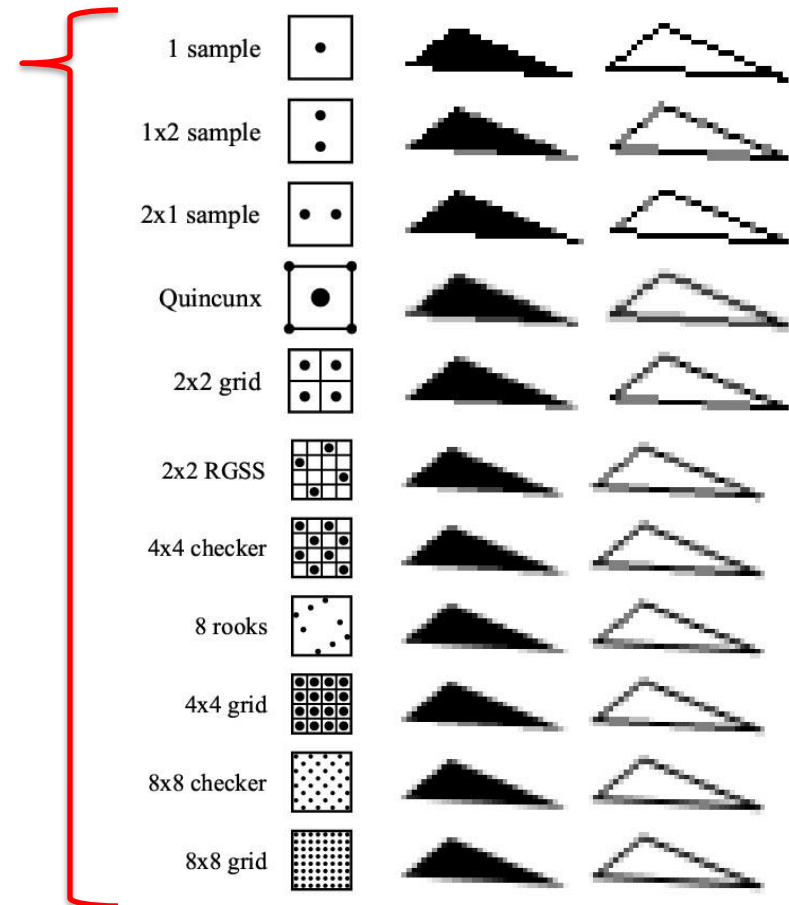 1 sample
1x2 sample
2x1 sample
Quincunx
2x2 grid
2x2 RGSS
4x4 checker
8 rooks
4x4 grid
8x8 checker
8x8 grid